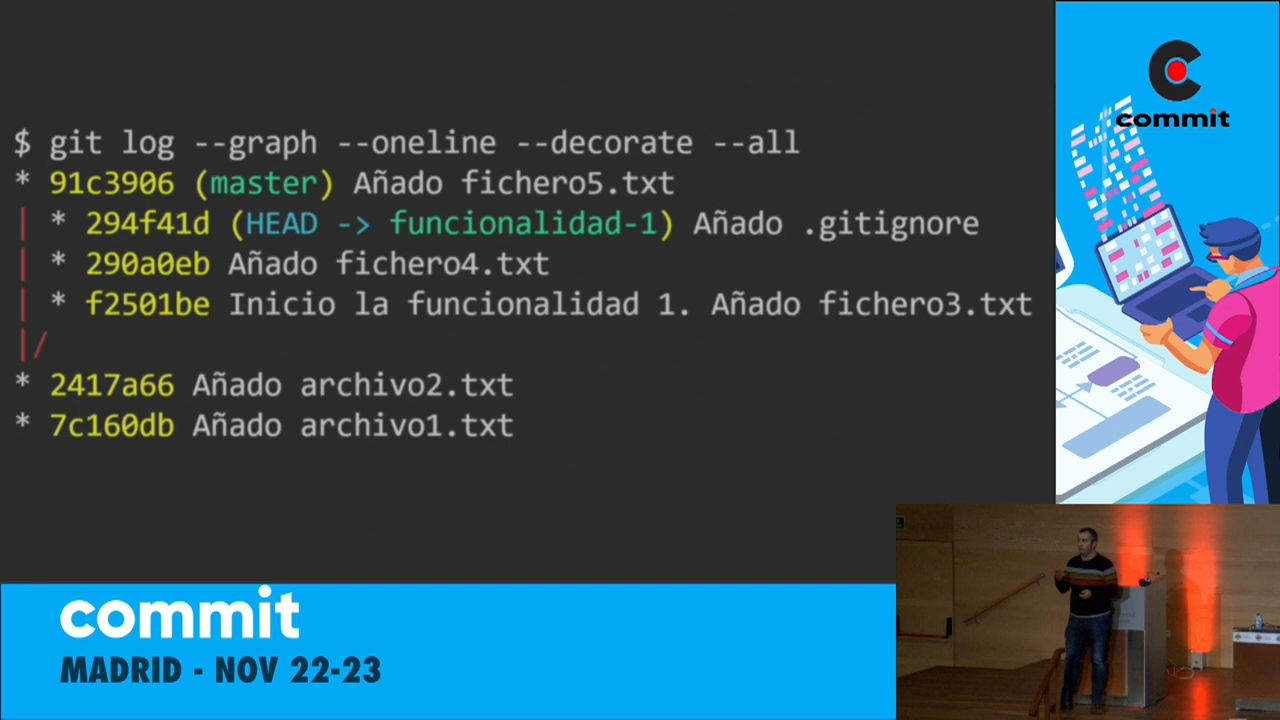 $ git log --graph --oneline --decorate --all
* 91c3906 (master) Añado fichero5.txt
| * 294f41d (HEAD -> funcionalidad-1) Añado .gitignore
| * 290a0eb Añado fichero4.txt
| * f2501be Inicio la funcionalidad 1. Añado fichero3.txt
|/
* 2417a66 Añado archivo2.txt
* 7c160db Añado archivo1.txt
commit
commit
MADRID - NOV 22-23